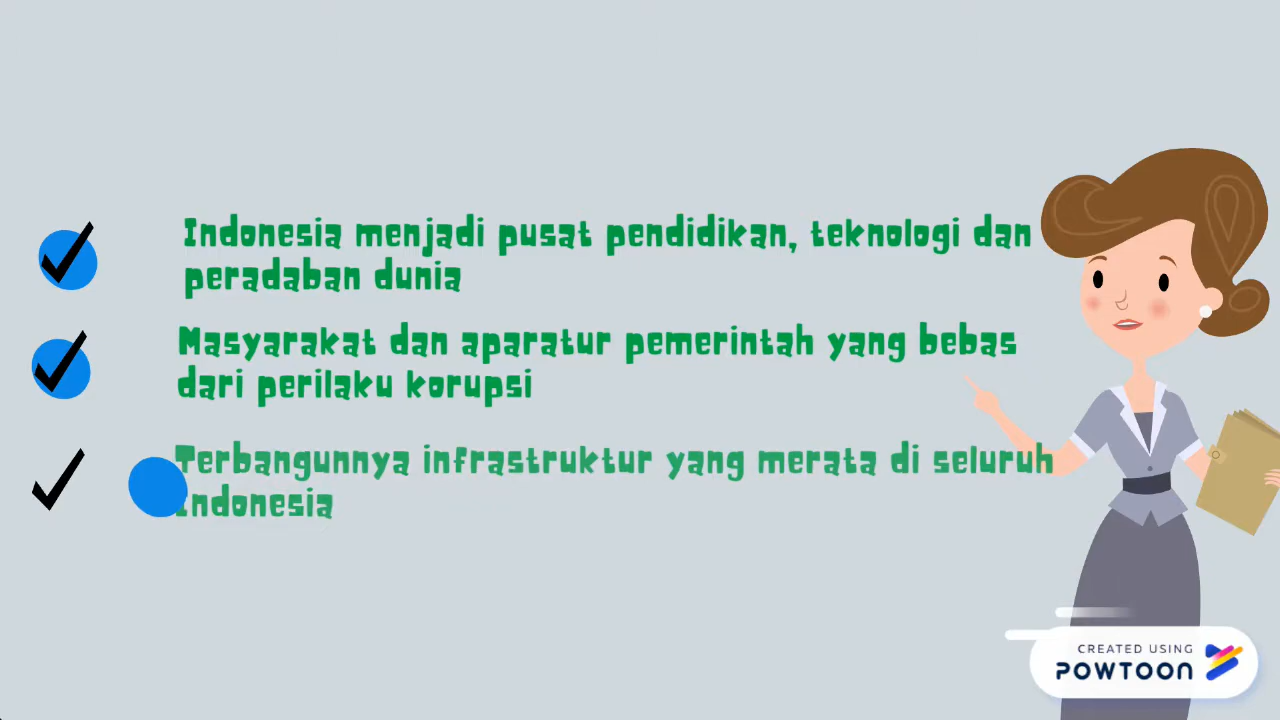 Indonesia menjadi pusat pendidikan, teknologi dan
peradaban dunia
Masyarakat dan aparatur pemerintah yang bebas
dari perilaku korupsi
Terbangunnya infrastruktur yang merata di seluruh
Indonesia
CREATED USING
POWTOON